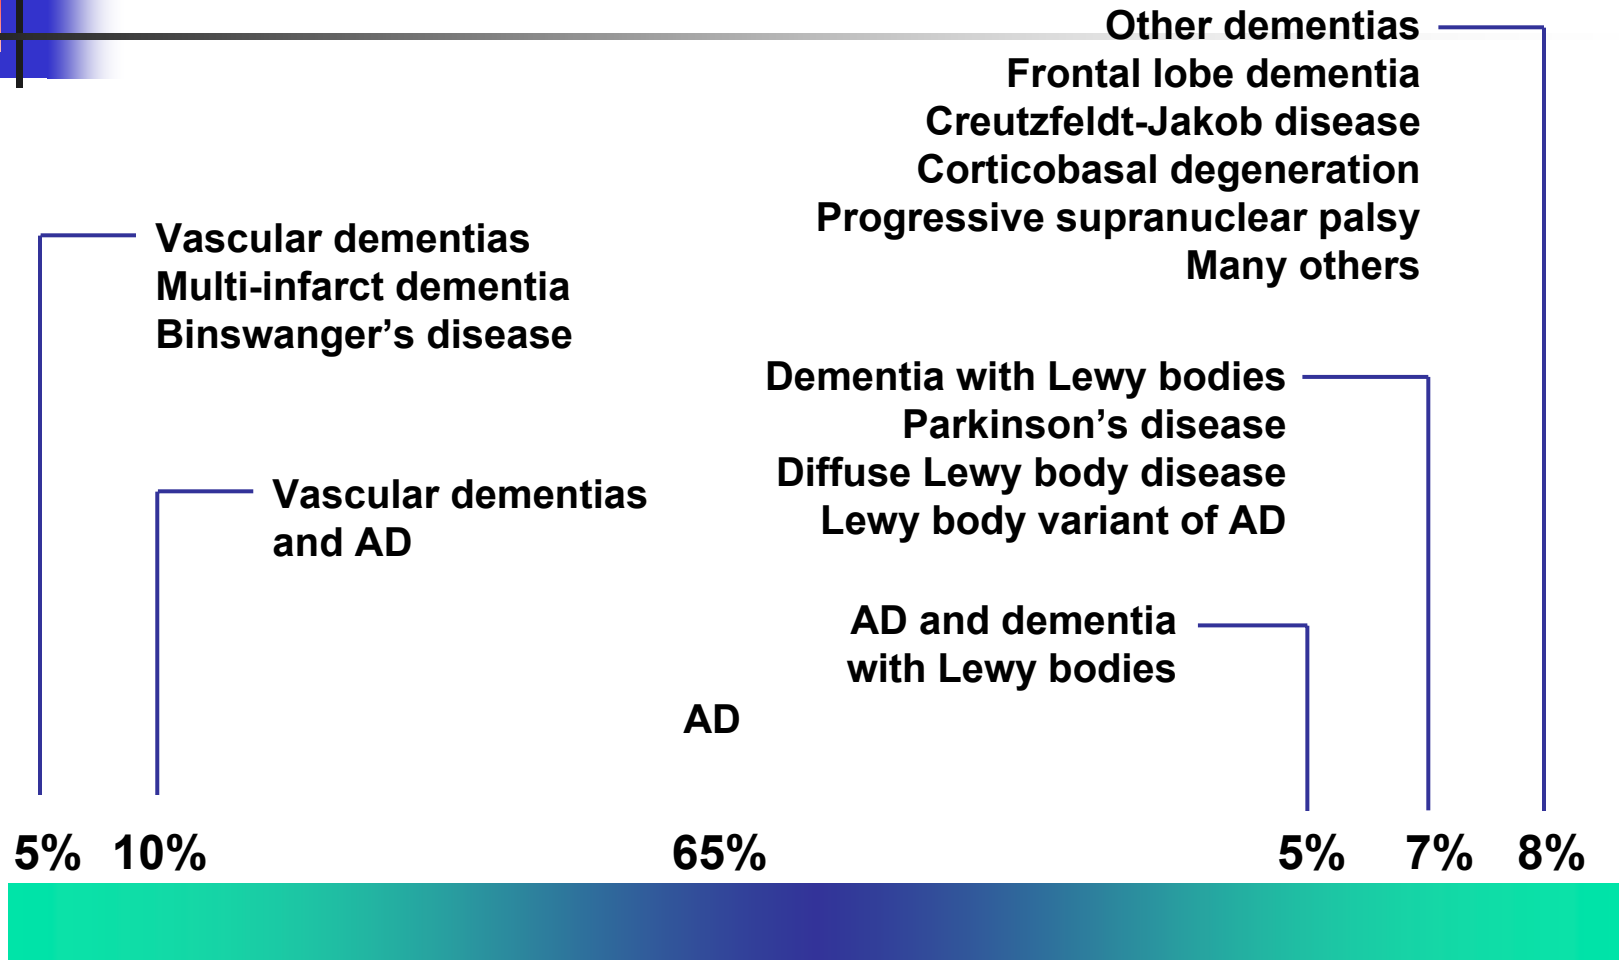 Other dementias
Frontal lobe dementia
Creutzfeldt-Jakob disease
Corticobasal degeneration
Progressive supranuclear palsy
Many others
Vascular dementias
Multi-infarct dementia
Binswanger’s disease
Dementia with Lewy bodies
Parkinson’s disease
Diffuse Lewy body disease
Lewy body variant of AD
Vascular dementias
and AD
AD and dementia
with Lewy bodies
AD
5% 10% 65% 5% 7% 8%